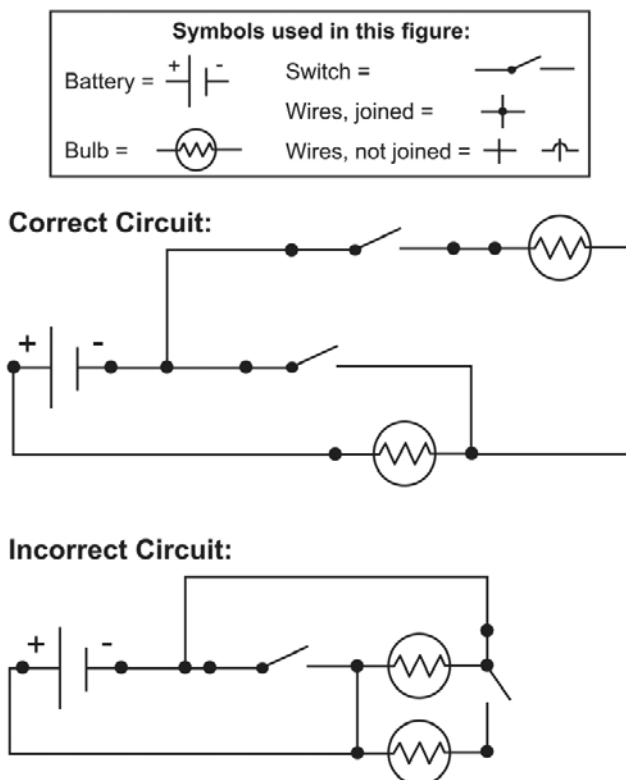 Symbols used in this figure:
Battery = + -
Switch =
Wires, joined =
Bulb =
Wires, not joined =
Correct Circuit:
+ -
Incorrect Circuit:
+ -